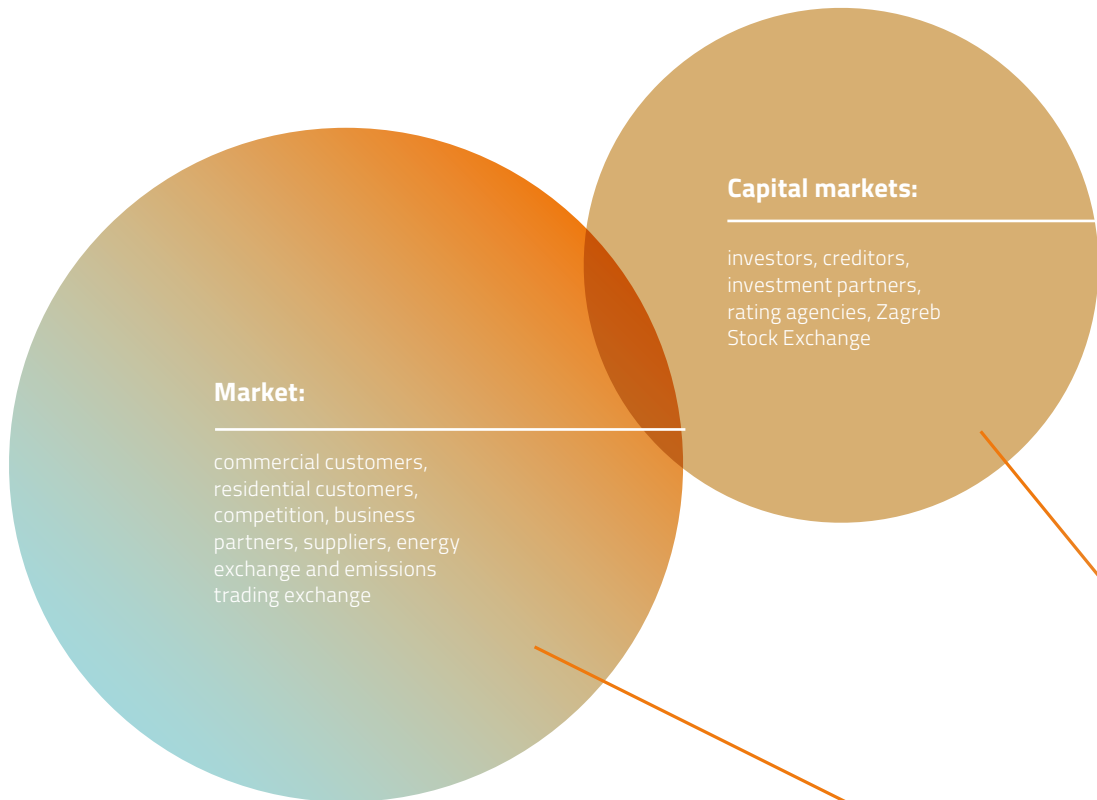 Capital markets:
investors, creditors,
investment partners,
rating agencies, Zagreb
Stock Exchange
Market:
commercial customers,
residential customers,
competition, business
partners, suppliers, energy
exchange and emissions
trading exchange